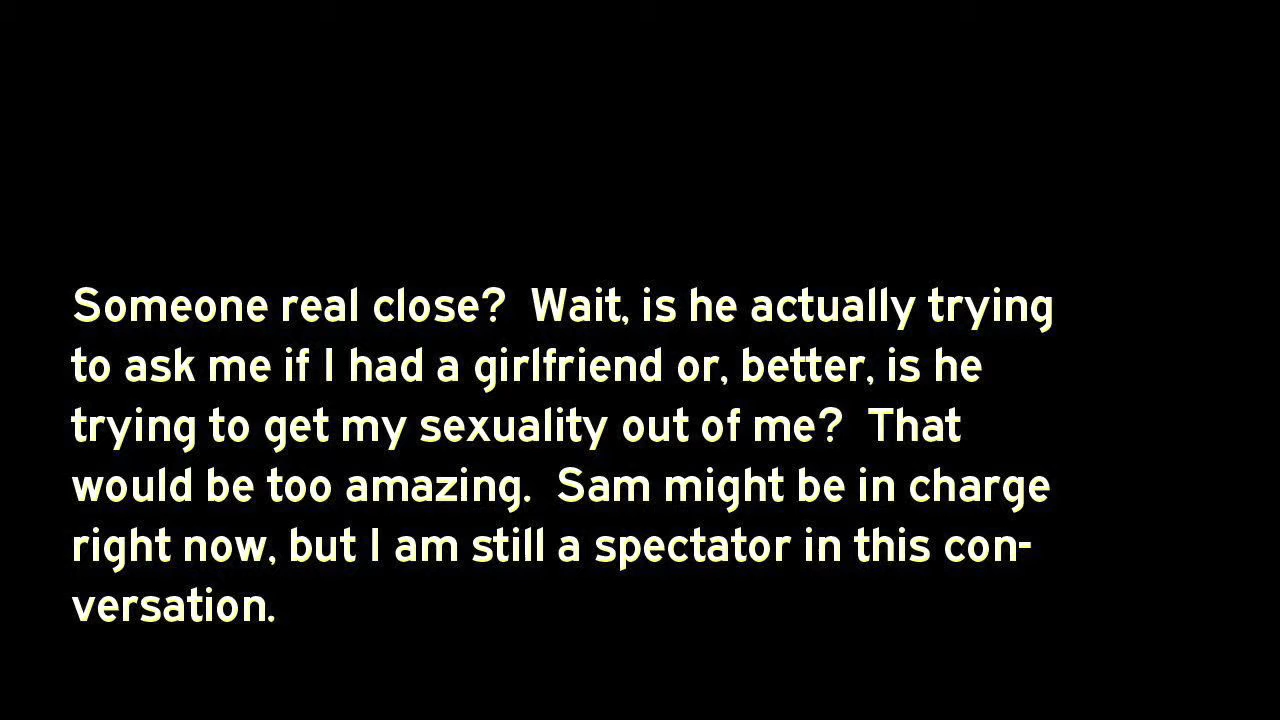 Someone real close?  Wait, is he actually trying
to ask me if I had a girlfriend or, better, is he
trying to get my sexuality out of me?  That
would be too amazing.  Sam might be in charge
right now, but I am still a spectator in this con-
versation.